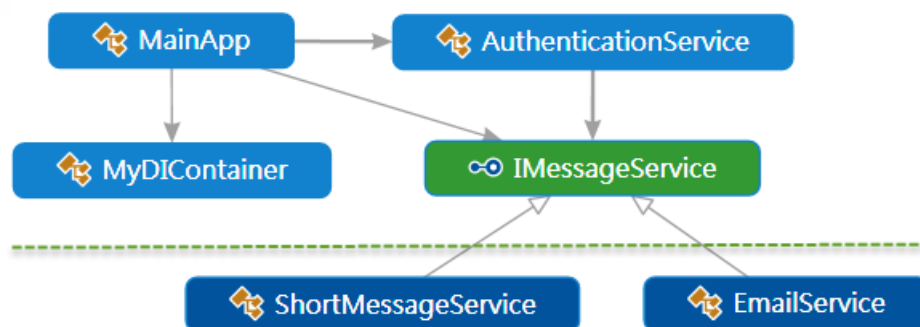 MainApp
AuthenticationService
MyDIContainer
IMessageService
ShortMessageService
EmailService